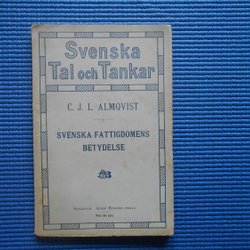 Svenska
Tal och Tankar
C. J. L. ALMQVIST
SVENSKA FATTIGDOMENS
BETYDELSE